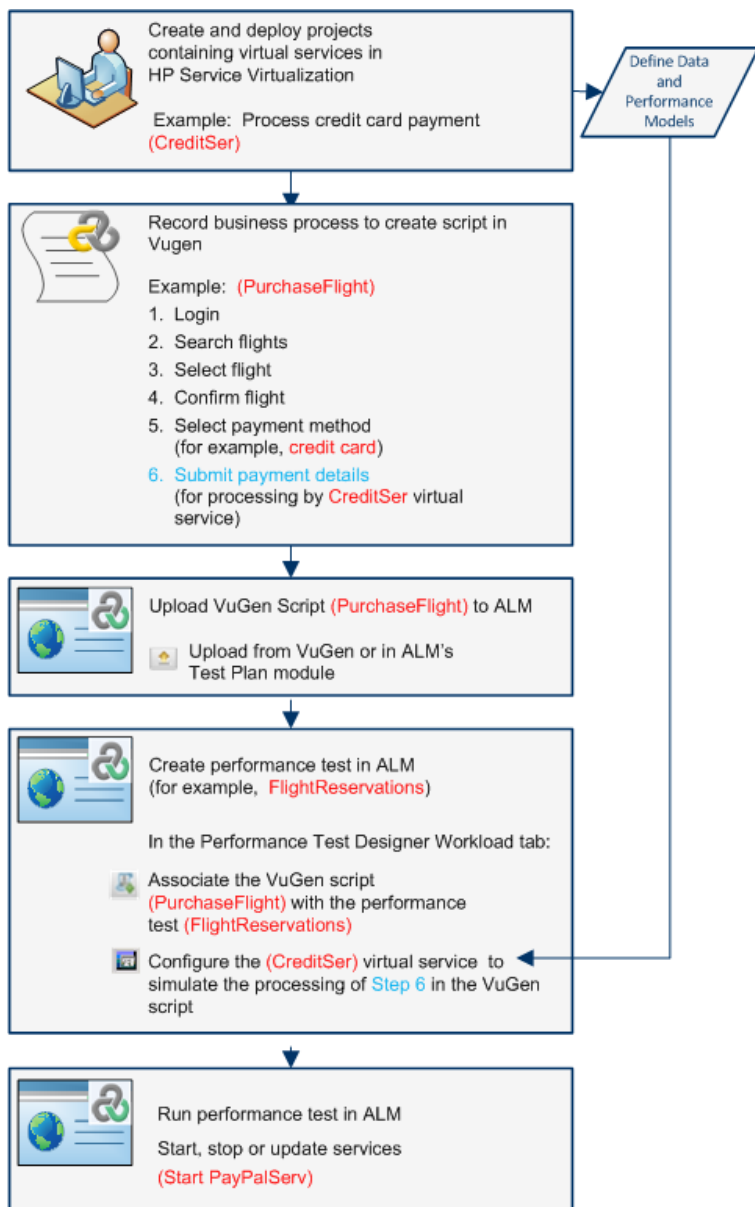 Create and deploy projects
containing virtual services in
HP Service Virtualization
Example: Process credit card payment
(CreditSer)
Define Data
and
Performance
Models
Record business process to create script in
Vugen
Example: (PurchaseFlight)
1. Login
2. Search flights
3. Select flight
4. Confirm flight
5. Select payment method
(for example, credit card)
6. Submit payment details
(for processing by CreditSer virtual
service)
Upload VuGen Script (PurchaseFlight) to ALM
Upload from VuGen or in ALM's
Test Plan module
Create performance test in ALM
(for example, FlightReservations)
In the Performance Test Designer Workload tab:
Associate the VuGen script
(PurchaseFlight) with the performance
test (FlightReservations)
Configure the (CreditSer) virtual service to
simulate the processing of Step 6 in the VuGen
script
Run performance test in ALM
Start, stop or update services
(Start PayPalServ)